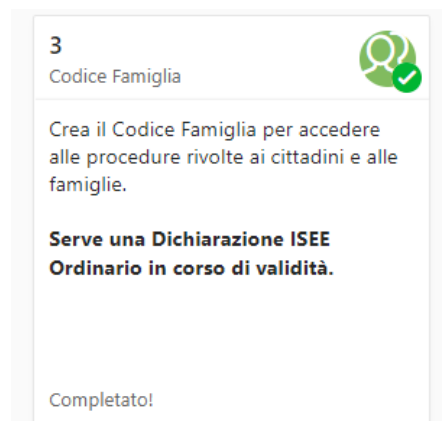 3
Codice Famiglia
Crea il Codice Famiglia per accedere
alle procedure rivolte ai cittadini e alle
famiglie.
Serve una Dichiarazione ISEE
Ordinario in corso di validità.
Completato!